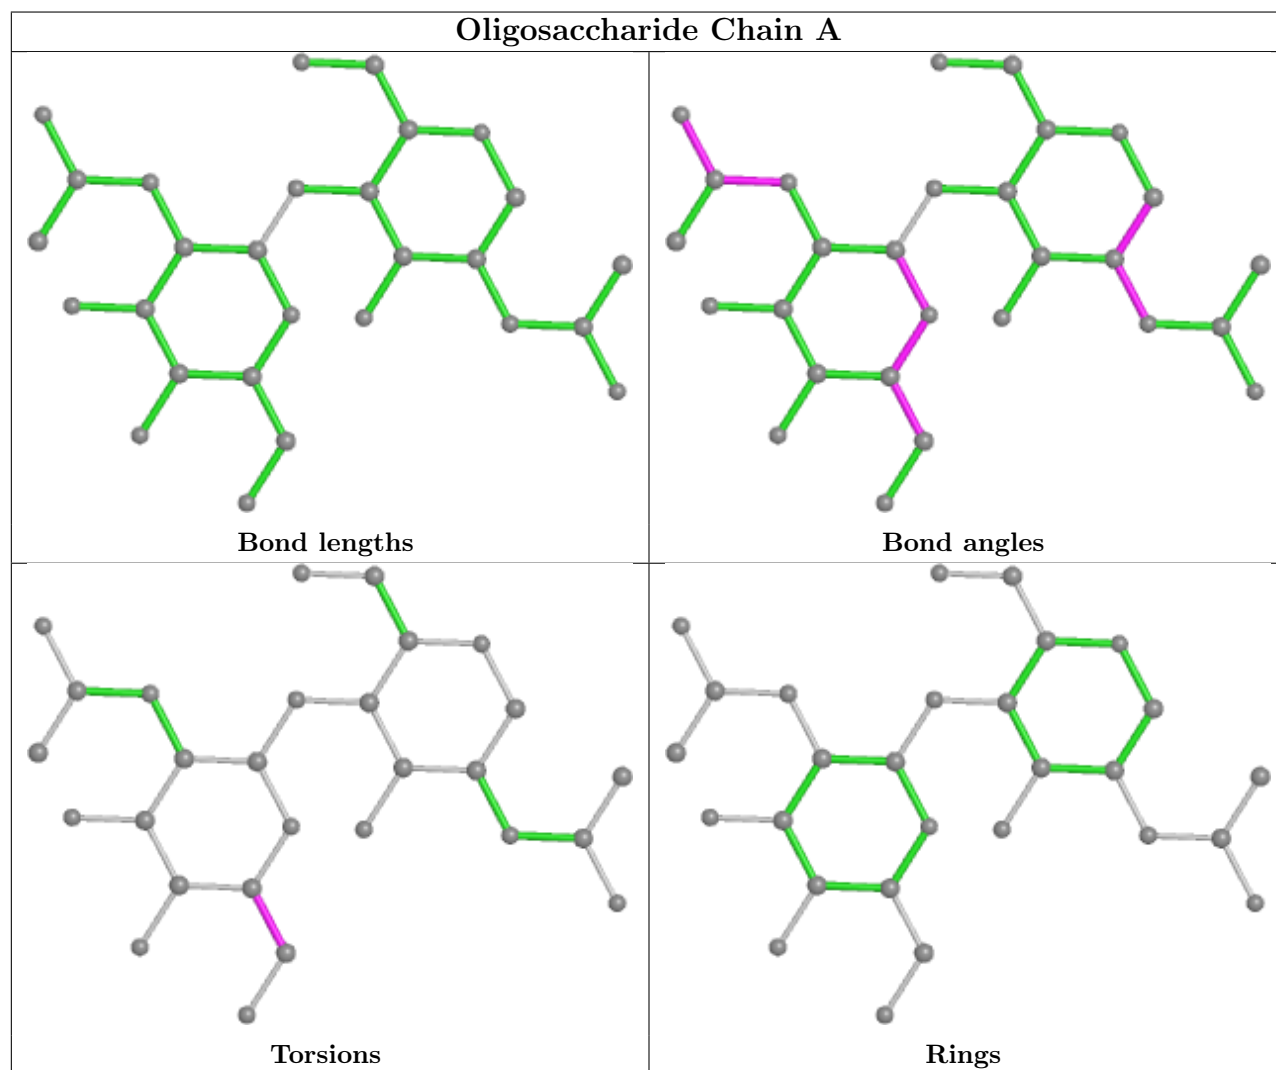 Oligosaccharide Chain A
Bond lengths
Bond angles
Torsions
Rings